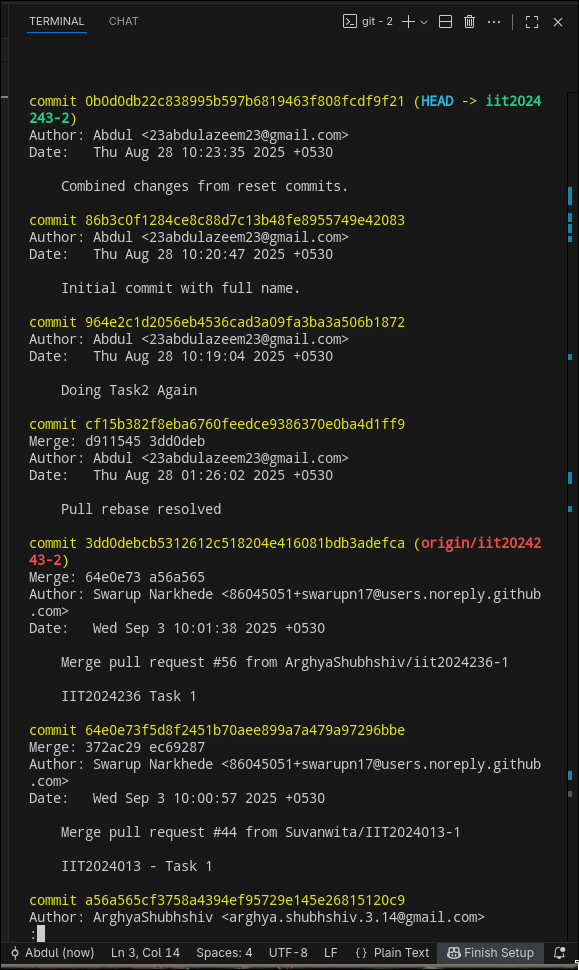 TERMINAL CHAT git - 2
commit 0b0d0db22c838995b597b6819463f808fcdf9f21 (HEAD -> iit2024
243-2)
Author: Abdul <23abdulazeem23@gmail.com>
Date:   Thu Aug 28 10:23:35 2025 +0530
Combined changes from reset commits.
commit 86b3c0f1284ce8c88d7c13b48fe8955749e42083
Author: Abdul <23abdulazeem23@gmail.com>
Date:   Thu Aug 28 10:20:47 2025 +0530
Initial commit with full name.
commit 964e2c1d2056eb4536cad3a09fa3ba3a506b1872
Author: Abdul <23abdulazeem23@gmail.com>
Date:   Thu Aug 28 10:19:04 2025 +0530
Doing Task2 Again
commit cf15b382f8eba6760feedce9386370e0ba4d1ff9
Merge: d911545 3dd0deb
Author: Abdul <23abdulazeem23@gmail.com>
Date:   Thu Aug 28 01:26:02 2025 +0530
Pull rebase resolved
commit 3dd0debcb5312612c518204e416081bdb3adefca (origin/iit20242
43-2)
Merge: 64e0e73 a56a565
Author: Swarup Narkhede <86045051+swarupn17@users.noreply.github
.com>
Date:   Wed Sep 3 10:01:38 2025 +0530
Merge pull request #56 from ArghyaShubhshiv/iit2024236-1
IIT2024236 Task 1
commit 64e0e73f5d8f2451b70aee899a7a479a97296bbe
Merge: 372ac29 ec69287
Author: Swarup Narkhede <86045051+swarupn17@users.noreply.github
.com>
Date:   Wed Sep 3 10:00:57 2025 +0530
Merge pull request #44 from Suvanwita/IIT2024013-1
IIT2024013 - Task 1
commit a56a565cf3758a4394ef95729e145e26815120c9
Author: ArghyaShubhshiv <arghya.shubhshiv.3.14@gmail.com>
:
Abdul (now) Ln 3, Col 14 Spaces: 4 UTF-8 LF {} Plain Text Finish Setup